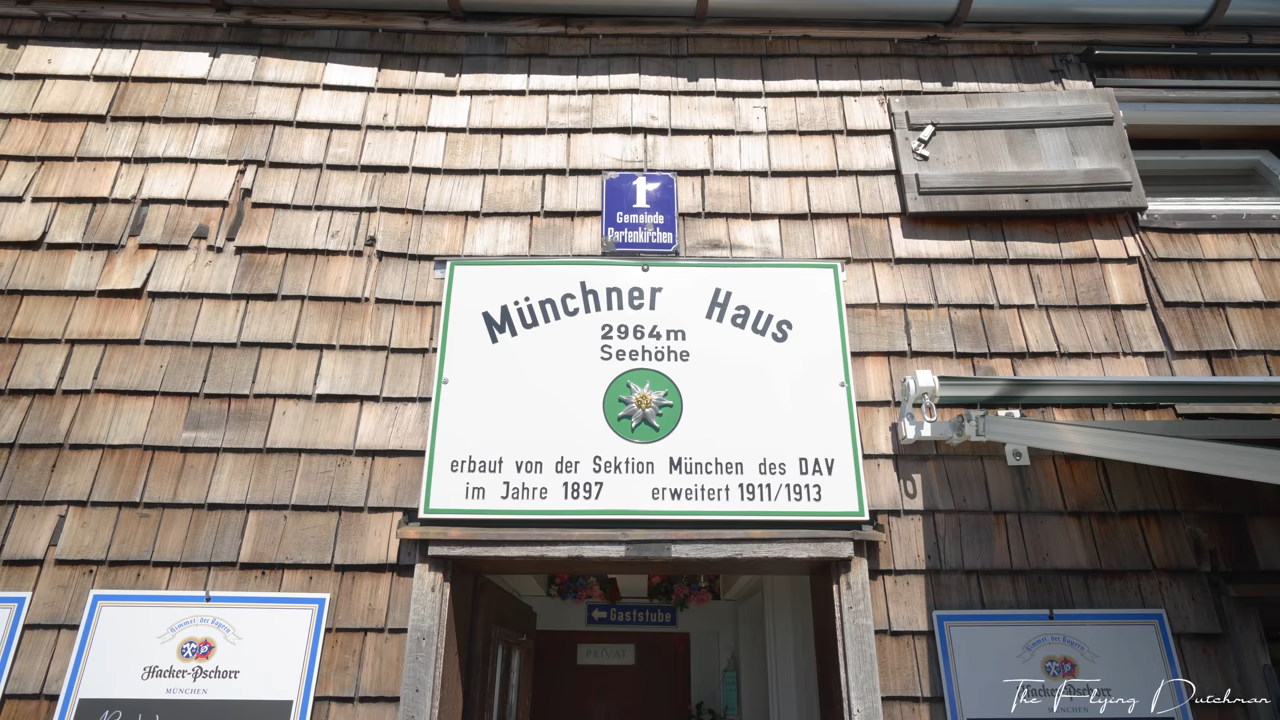 1
Gemeinde
Partenkirchen
Münchner Haus
2964m
Seehöhe
erbaut von der Sektion München des DAV
im Jahre 1897 erweitert 1911/1913
Gaststube
PRIVAT
Himmel der Bayern
Hacker-Pschorr
MÜNCHEN
Himmel der Bayern
Hacker-Pschorr
MÜNCHEN
The Flying Dutchman